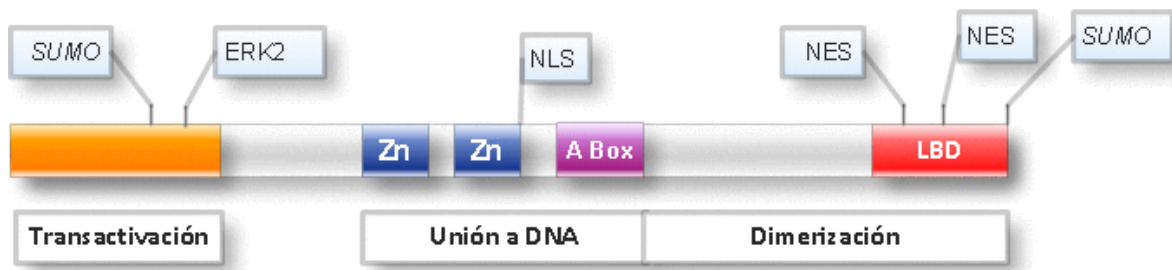 SUMO
ERK2
NLS
NES
NES
SUMO
Zn
Zn
A Box
LBD
Transactivación
Unión a DNA
Dimerización